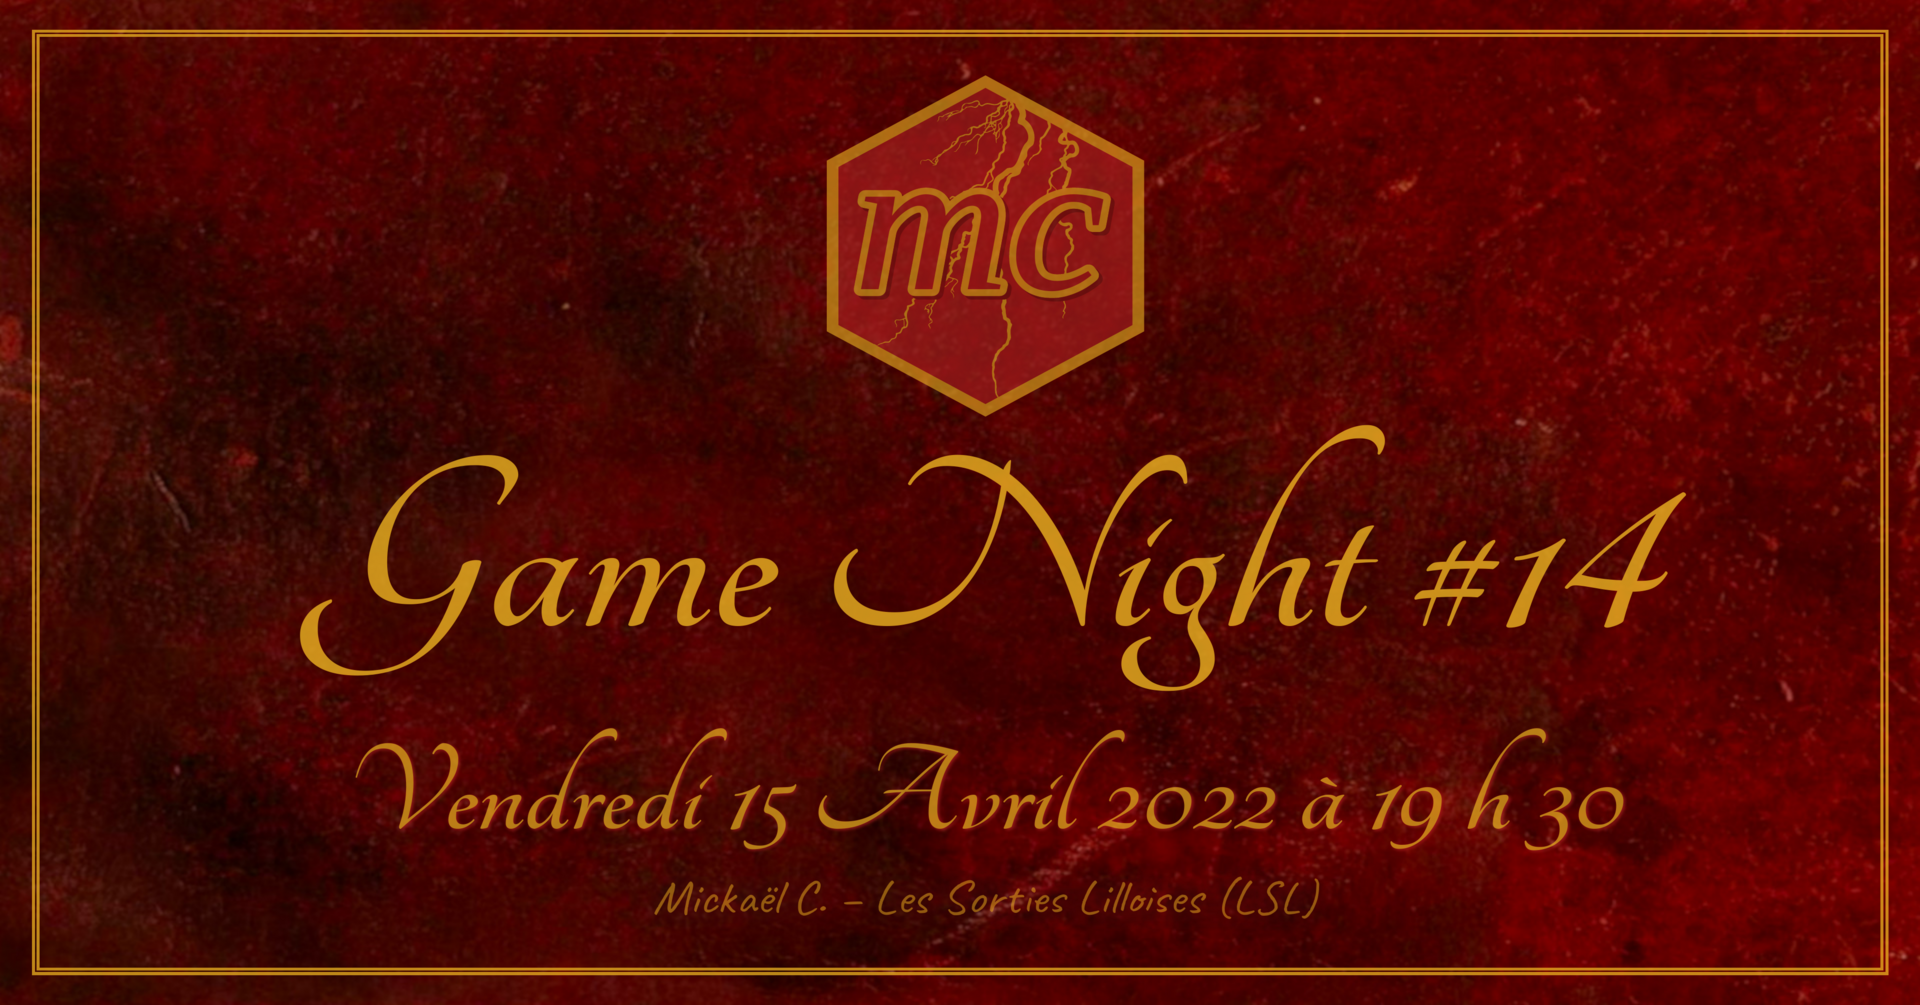 mc
Game Night #14
Vendredi 15 Avril 2022 à 19 h 30
Mickaël C. – Les Sorties Lilloises (LSL)